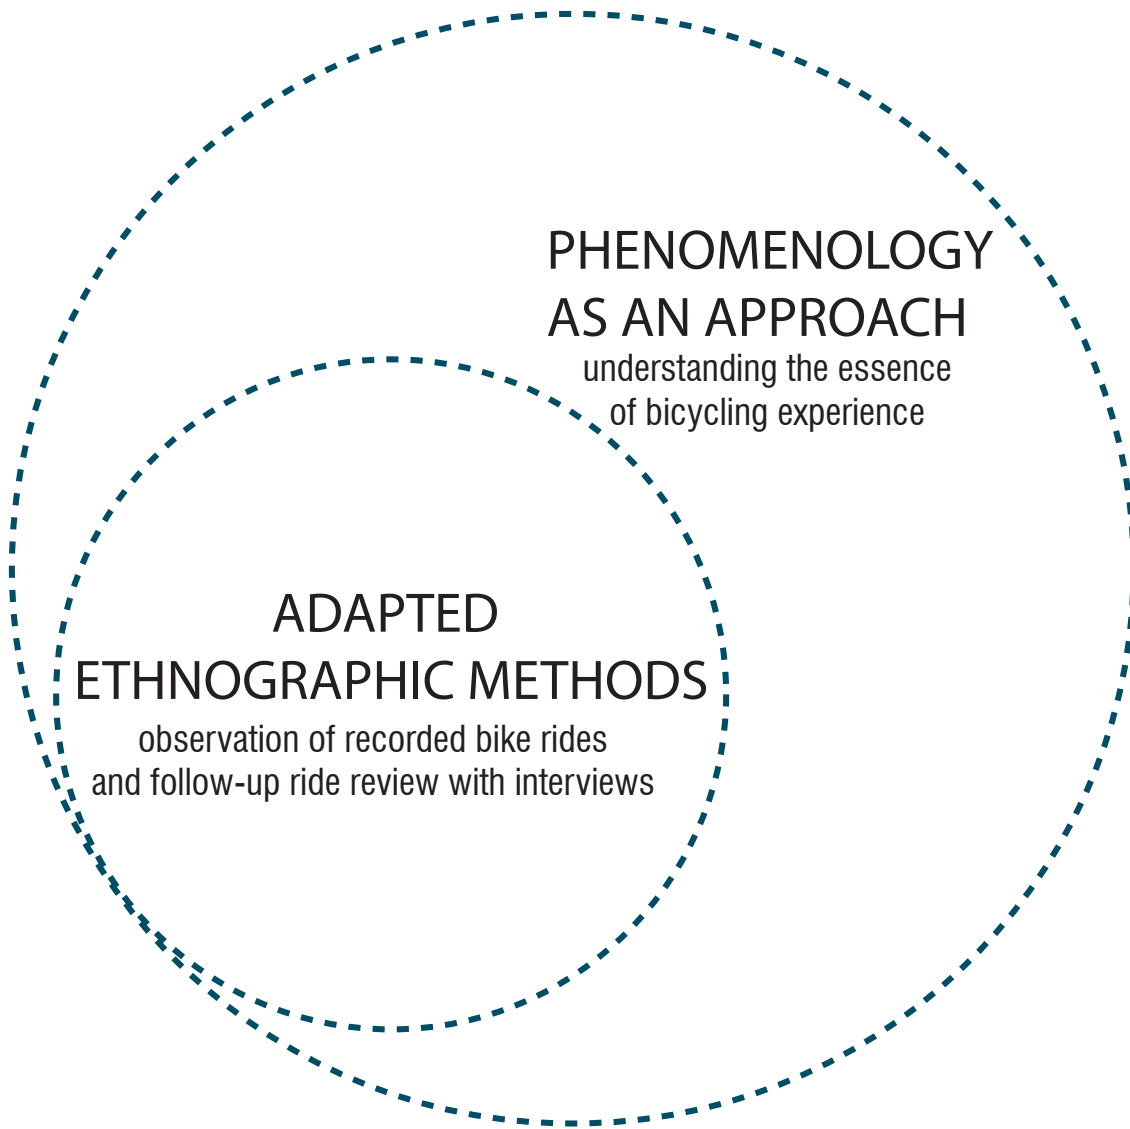 PHENOMENOLOGY
AS AN APPROACH
understanding the essence
of bicycling experience
ADAPTED
ETHNOGRAPHIC METHODS
observation of recorded bike rides
and follow-up ride review with interviews